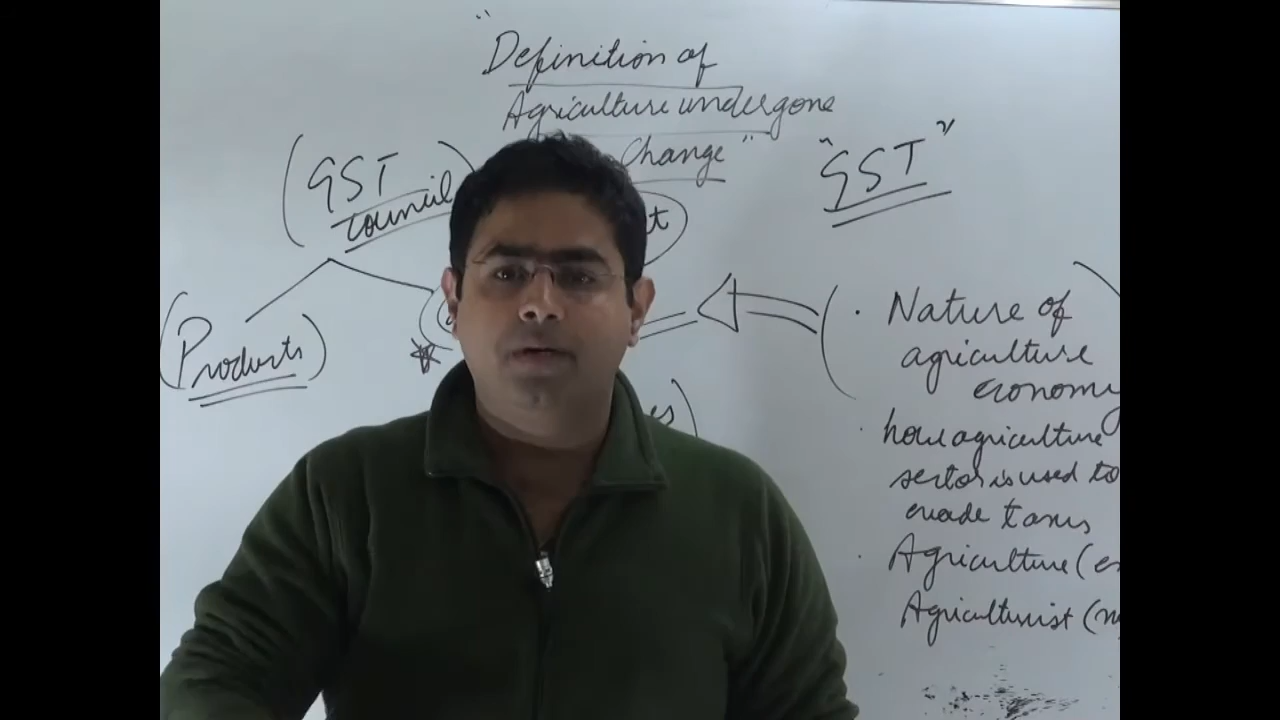 "Definition of
Agriculture undergone
Change"
(GST
council)
"GST"
(Products)
· Nature of
agriculture
economy
· how agriculture
sector is used to
evade taxes
· Agriculture (
Agriculturist (